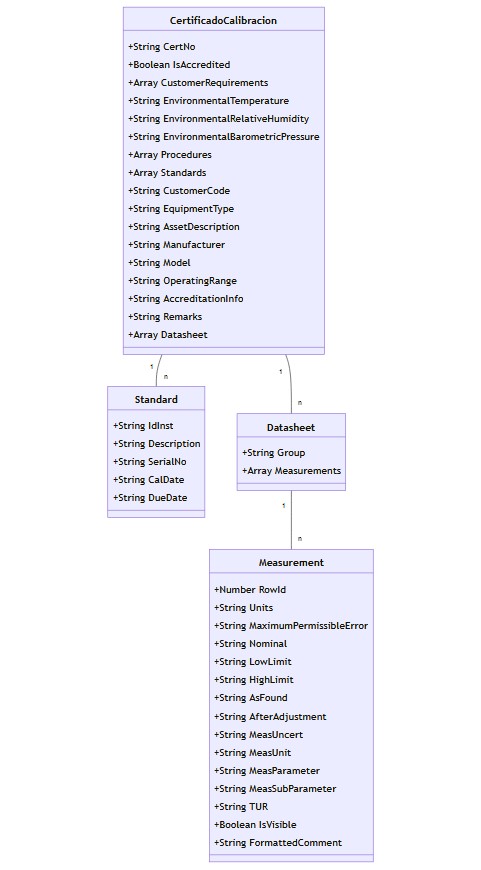 CertificadoCalibracion
+String CertNo
+Boolean IsAccredited
+Array CustomerRequirements
+String EnvironmentalTemperature
+String EnvironmentalRelativeHumidity
+String EnvironmentalBarometricPressure
+Array Procedures
+Array Standards
+String CustomerCode
+String EquipmentType
+String AssetDescription
+String Manufacturer
+String Model
+String OperatingRange
+String AccreditationInfo
+String Remarks
+Array Datasheet
1
n
1
n
Standard
+String IdInst
+String Description
+String SerialNo
+String CalDate
+String DueDate
Datasheet
+String Group
+Array Measurements
1
n
Measurement
+Number RowId
+String Units
+String MaximumPermissibleError
+String Nominal
+String LowLimit
+String HighLimit
+String AsFound
+String AfterAdjustment
+String MeasUncert
+String MeasUnit
+String MeasParameter
+String MeasSubParameter
+String TUR
+Boolean IsVisible
+String FormattedComment